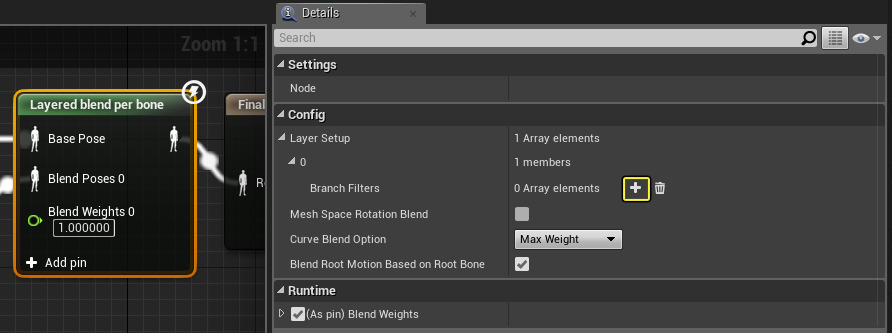 Zoom 1:1
Layered blend per bone
Base Pose
Blend Poses 0
Blend Weights 0
1.000000
Add pin
Final
Details
Search
Settings
Node
Config
Layer Setup 1 Array elements
0 1 members
Branch Filters 0 Array elements
Mesh Space Rotation Blend
Curve Blend Option Max Weight
Blend Root Motion Based on Root Bone
Runtime
(As pin) Blend Weights